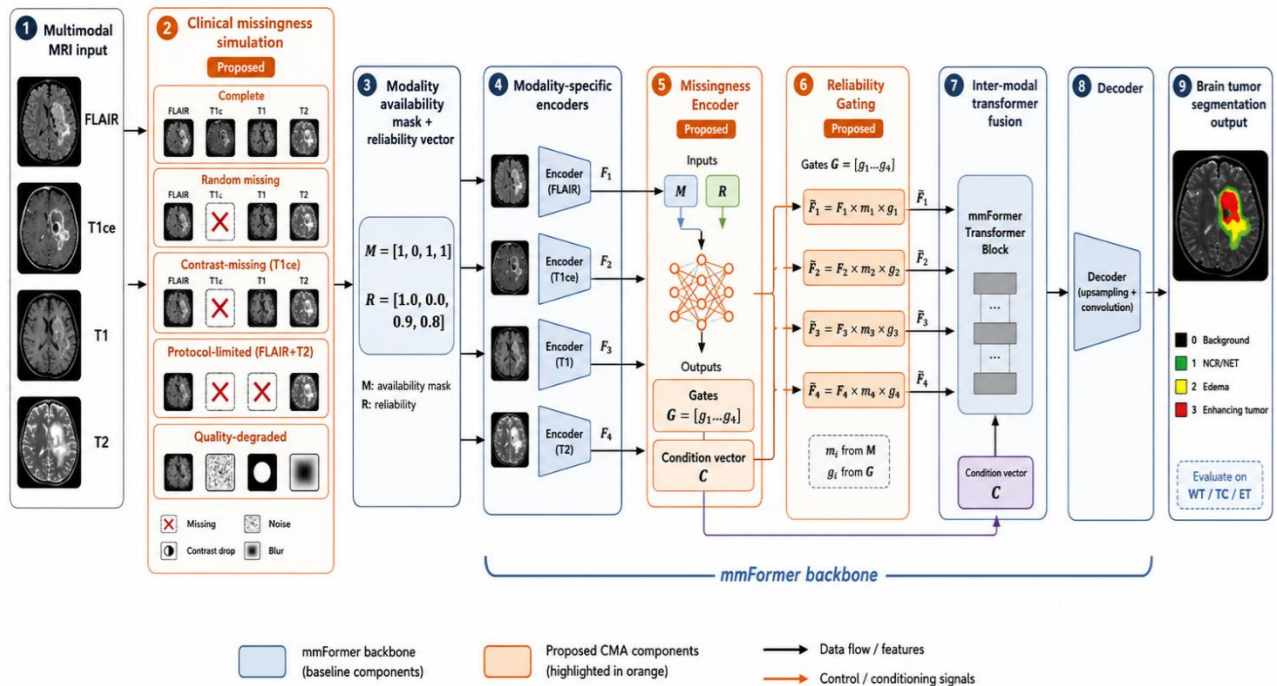 1 Multimodal
MRI input
FLAIR
T1ce
T1
T2
2 Clinical missingness
simulation
Proposed
Complete
FLAIR T1c T1 T2
Random missing
FLAIR T1c T1 T2
Contrast-missing (T1ce)
FLAIR T1c T1 T2
Protocol-limited (FLAIR+T2)
Quality-degraded
Missing Noise
Contrast drop Blur
3 Modality
availability
mask +
reliability vector
M = [1, 0, 1, 1]
R = [1.0, 0.0,
0.9, 0.8]
M: availability mask
R: reliability
4 Modality-specific
encoders
Encoder
(FLAIR)
F₁
Encoder
(T1ce)
F₂
Encoder
(T1)
F₃
Encoder
(T2)
F₄
5 Missingness
Encoder
Proposed
Inputs
M R
Outputs
Gates
G = [g₁...g₄]
Condition vector
C
6 Reliability
Gating
Proposed
Gates G = [g₁...g₄]
F̃₁ = F₁ × m₁ × g₁
F̃₂ = F₂ × m₂ × g₂
F̃₃ = F₃ × m₃ × g₃
F̃₄ = F₄ × m₄ × g₄
mᵢ from M
gᵢ from G
F̃₁
F̃₂
F̃₃
F̃₄
7 Inter-modal
transformer
fusion
mmFormer
Transformer
Block
...
...
Condition vector
C
8 Decoder
Decoder
(upsampling +
convolution)
9 Brain tumor
segmentation
output
0 Background
1 NCR/NET
2 Edema
3 Enhancing tumor
Evaluate on
WT / TC / ET
mmFormer backbone
mmFormer backbone
(baseline components)
Proposed CMA components
(highlighted in orange)
Data flow / features
Control / conditioning signals